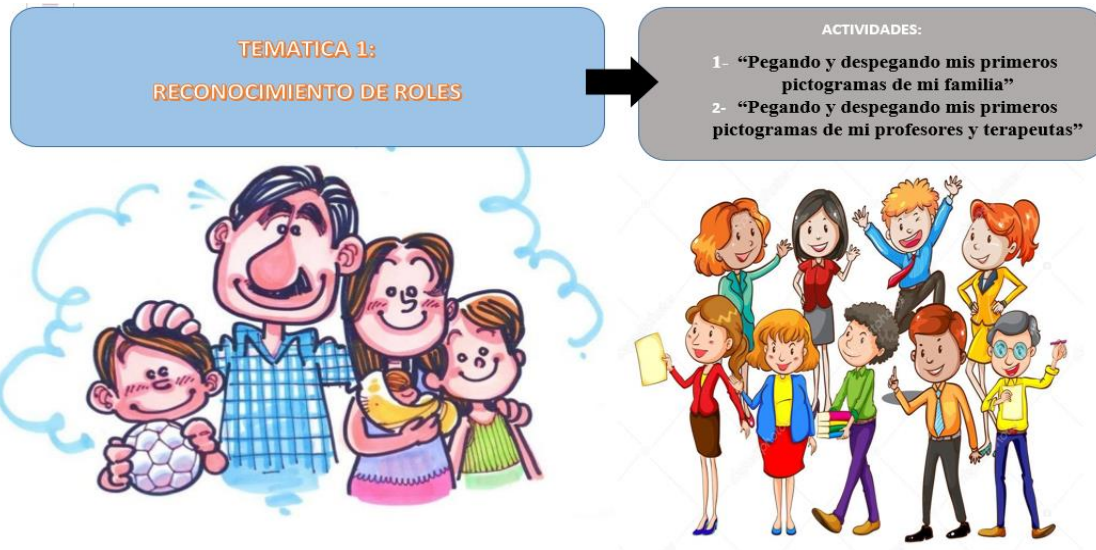 TEMATICA 1:
RECONOCIMIENTO DE ROLES
ACTIVIDADES:
1- “Pegando y despegando mis primeros
pictogramas de mi familia”
2- “Pegando y despegando mis primeros
pictogramas de mi profesores y terapeutas”